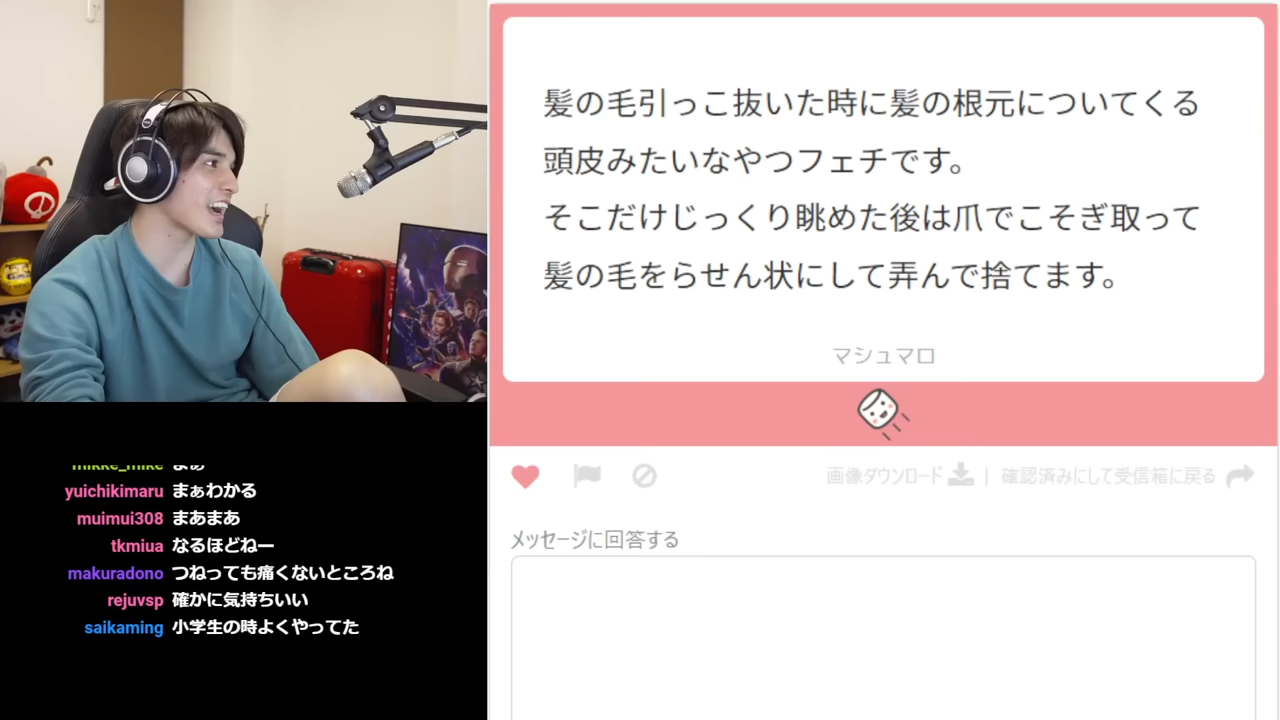 髪の毛引っこ抜いた時に髪の根元についてくる
頭皮みたいなやつフェチです。
そこだけじっくり眺めた後は爪でこそぎ取って
髪の毛をらせん状にして弄んで捨てます。
マシュマロ
画像ダウンロード | 確認済みにして受信箱に戻る
メッセージに回答する
mikke_mike まあ
yuichikimaru まぁわかる
muimui308 まあまあ
tkmiua なるほどねー
makuradono つねっても痛くないところね
rejuvsp 確かに気持ちいい
saikaming 小学生の時よくやってた